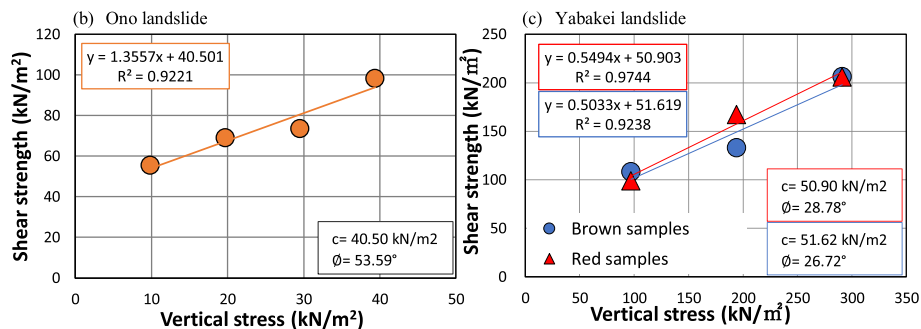 (b) Ono landslide
Shear strength (kN/m²)
120
100
80
60
40
20
0
y = 1.3557x + 40.501
R² = 0.9221
c= 40.50 kN/m2
Ø= 53.59°
0 10 20 30 40 50
Vertical stress (kN/m²)
(c) Yabakei landslide
Shear strength (kN/㎡)
250
200
150
100
50
0
y = 0.5494x + 50.903
R² = 0.9744
y = 0.5033x + 51.619
R² = 0.9238
c= 50.90 kN/m2
Ø= 28.78°
c= 51.62 kN/m2
Ø= 26.72°
Brown samples
Red samples
0 50 100 150 200 250 300 350
Vertical stress (kN/㎡)